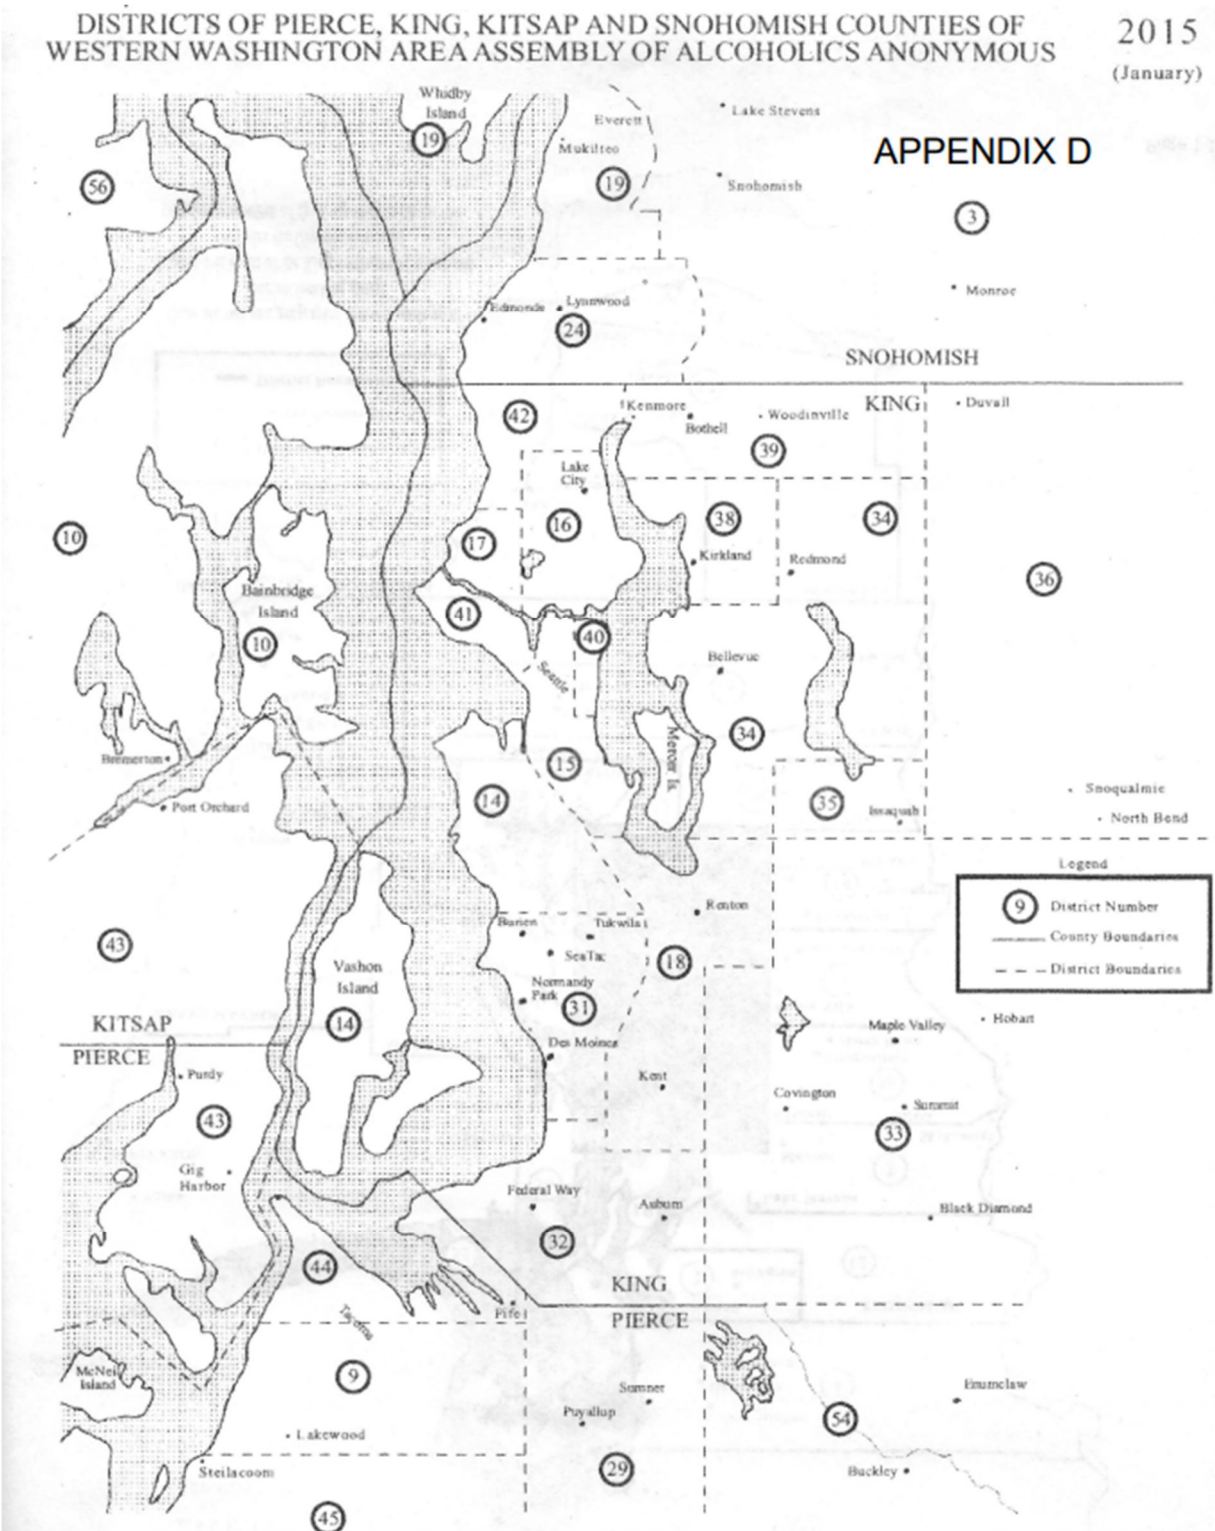 DISTRICTS OF PIERCE, KING, KITSAP AND SNOHOMISH COUNTIES OF
WESTERN WASHINGTON AREA ASSEMBLY OF ALCOHOLICS ANONYMOUS
2015
(January)
APPENDIX D
Whidby
Island
19
Everett
Lake Stevens
Mukilteo
56
19
Snohomish
3
Monroe
Edmonds
Lynnwood
24
SNOHOMISH
KING
Duvall
42
Kenmore
Bothell
Woodinville
39
Lake
City
16
38
34
17
10
Kirkland
Redmond
36
Bainbridge
Island
10
41
40
Seattle
Bellevue
34
Mercer Is.
Bremerton
15
14
35
Port Orchard
Issaquah
Snoqualmie
North Bend
Legend
9 District Number
County Boundaries
District Boundaries
Renton
Burien
Tukwila
43
SeaTac
18
Vashon
Island
14
Normandy
Park
31
Hobart
KITSAP
PIERCE
Maple Valley
Des Moines
Purdy
Kent
Covington
Summit
43
33
Gig
Harbor
Federal Way
Auburn
Black Diamond
32
44
KING
PIERCE
Fife
Tacoma
McNeil
Island
9
Sumner
Enumclaw
Puyallup
54
Lakewood
Steilacoom
29
Buckley
45